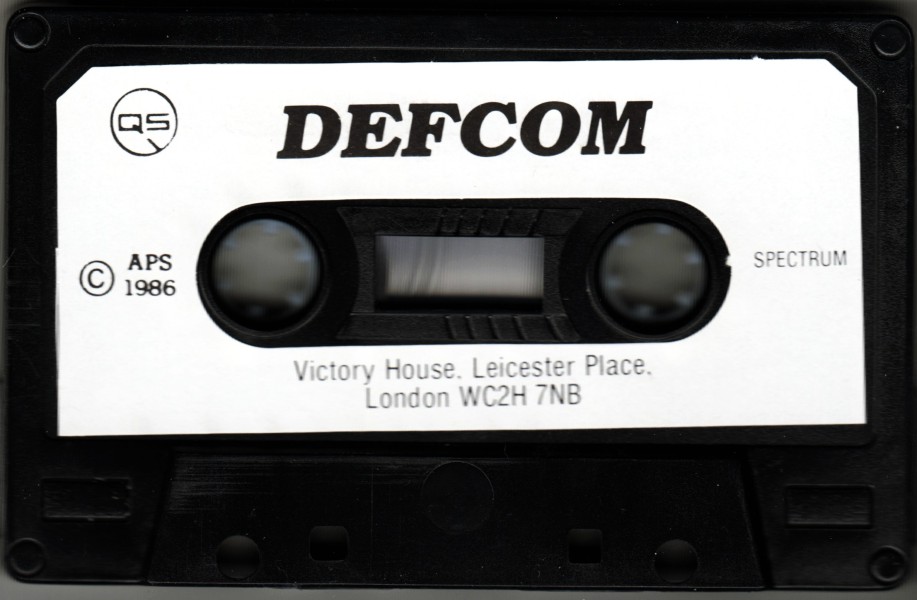 QS
DEFCOM
© APS
1986
SPECTRUM
Victory House. Leicester Place.
London WC2H 7NB